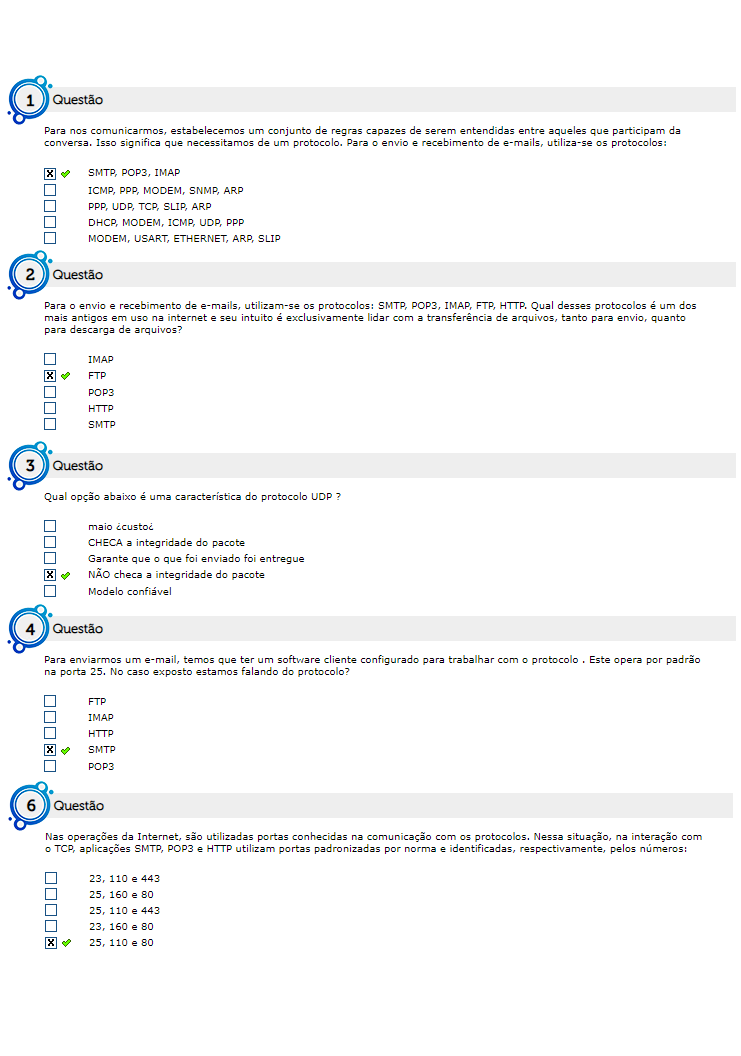 1 Questão
Para nos comunicarmos, estabelecemos um conjunto de regras capazes de serem entendidas entre aqueles que participam da
conversa. Isso significa que necessitamos de um protocolo. Para o envio e recebimento de e-mails, utiliza-se os protocolos:
X SMTP, POP3, IMAP
ICMP, PPP, MODEM, SNMP, ARP
PPP, UDP, TCP, SLIP, ARP
DHCP, MODEM, ICMP, UDP, PPP
MODEM, USART, ETHERNET, ARP, SLIP
2 Questão
Para o envio e recebimento de e-mails, utilizam-se os protocolos: SMTP, POP3, IMAP, FTP, HTTP. Qual desses protocolos é um dos
mais antigos em uso na internet e seu intuito é exclusivamente lidar com a transferência de arquivos, tanto para envio, quanto
para descarga de arquivos?
IMAP
X FTP
POP3
HTTP
SMTP
3 Questão
Qual opção abaixo é uma característica do protocolo UDP ?
maio ¿custo¿
CHECA a integridade do pacote
Garante que o que foi enviado foi entregue
X NÃO checa a integridade do pacote
Modelo confiável
4 Questão
Para enviarmos um e-mail, temos que ter um software cliente configurado para trabalhar com o protocolo . Este opera por padrão
na porta 25. No caso exposto estamos falando do protocolo?
FTP
IMAP
HTTP
X SMTP
POP3
6 Questão
Nas operações da Internet, são utilizadas portas conhecidas na comunicação com os protocolos. Nessa situação, na interação com
o TCP, aplicações SMTP, POP3 e HTTP utilizam portas padronizadas por norma e identificadas, respectivamente, pelos números:
23, 110 e 443
25, 160 e 80
25, 110 e 443
23, 160 e 80
X 25, 110 e 80